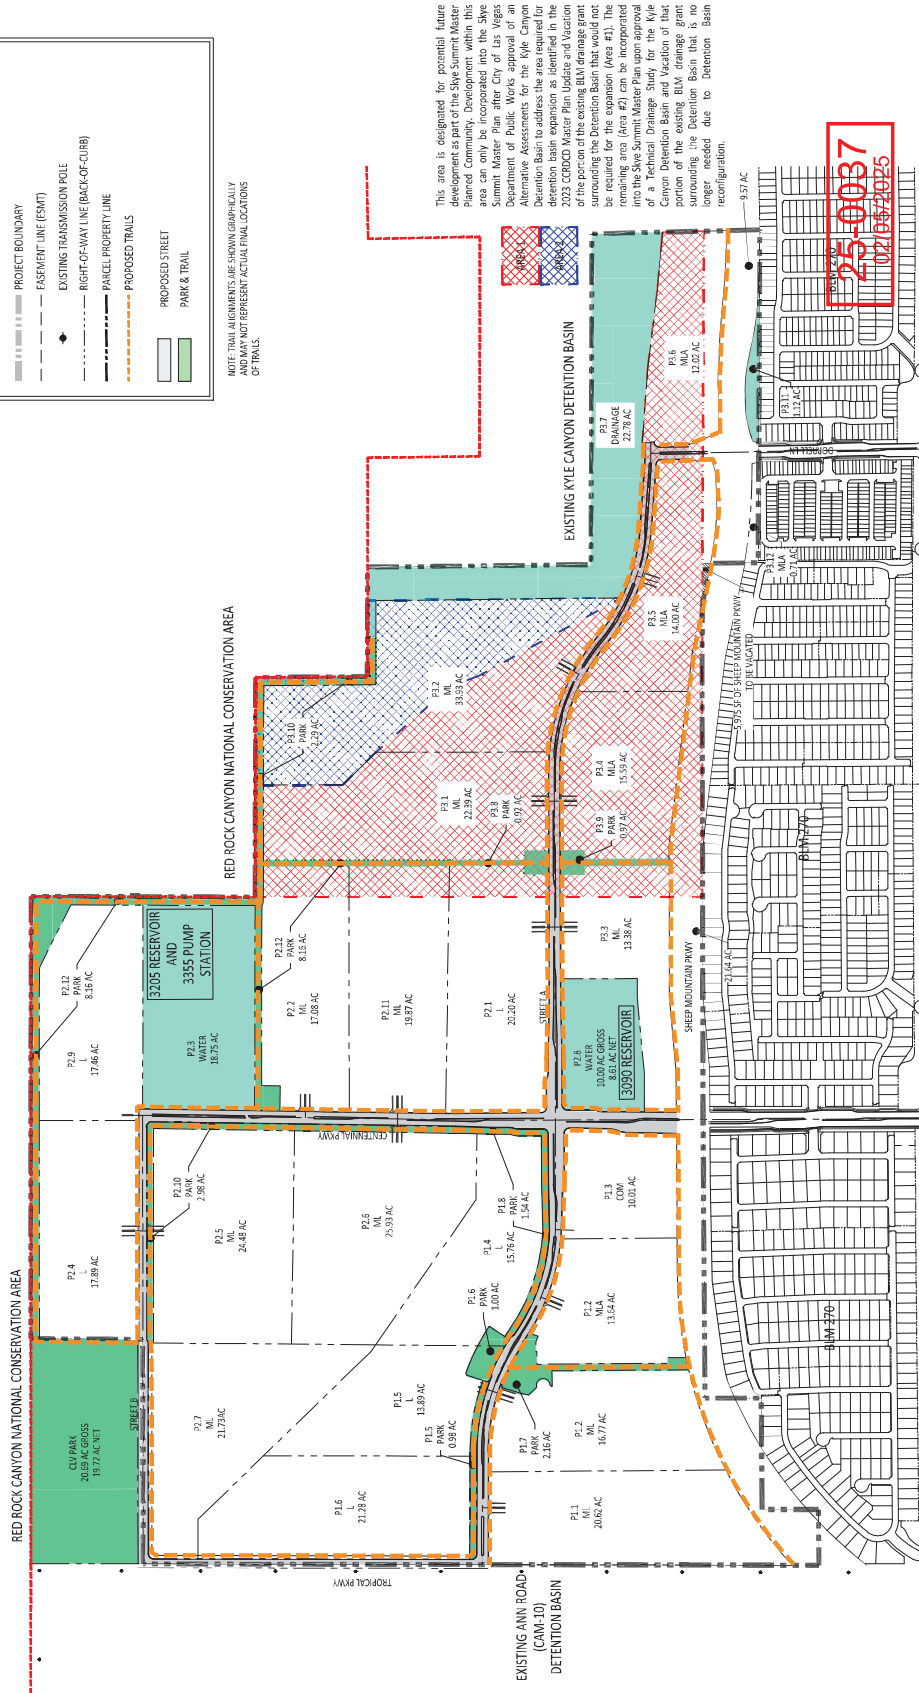 PROJECT BOUNDARY
EASEMENT LINE (ESMT)
EXISTING TRANSMISSION POLE
RIGHT-OF-WAY LINE (BACK-OF-CURB)
PARCEL PROPERTY LINE
PROPOSED TRAILS
PROPOSED STREET
PARK & TRAIL
NOTE: TRAIL ALIGNMENTS ARE SHOWN GRAPHICALLY
AND MAY NOT REPRESENT ACTUAL FINAL LOCATIONS
OF TRAILS.
This area is designated for potential future
development as part of the Skye Summit Master
Planned Community. Development within this
area can only be incorporated into the Skye
Summit Master Plan after City of Las Vegas
Department of Public Works approval of an
Alternative Assessments for the Kyle Canyon
Detention Basin to address the area required for
detention basin expansion as identified in the
2023 CCRDCD Master Plan Update and Vacation
of the portion of the existing BLM drainage grant
surrounding the Detention Basin that would not
be required for the expansion (Area #1). The
remaining area (Area #2) can be incorporated
into the Skye Summit Master Plan upon approval
of a Technical Drainage Study for the Kyle
Canyon Detention Basin and Vacation of that
portion of the existing BLM drainage grant
surrounding the Detention Basin that is no
longer needed due to Detention Basin
reconfiguration.
AREA 1
AREA 2
RED ROCK CANYON NATIONAL CONSERVATION AREA
RED ROCK CANYON NATIONAL CONSERVATION AREA
EXISTING KYLE CANYON DETENTION BASIN
EXISTING ANN ROAD
(CAM-10)
DETENTION BASIN
CLV PARK
20.69 AC GROSS
19.72 AC NET
STREET B
TROPICAL PKWY
P2.4
L
17.89 AC
P2.9
L
17.46 AC
P2.12
PARK
8.16 AC
3205 RESERVOIR
AND
3355 PUMP
STATION
P2.3
WATER
18.75 AC
P2.12
PARK
8.16 AC
P2.2
ML
17.08 AC
P2.11
ML
19.87 AC
P2.1
L
20.20 AC
STREET A
CENTENNIAL PKWY
P2.10
PARK
2.98 AC
P2.5
ML
24.48 AC
P2.6
ML
25.93 AC
P2.7
ML
21.73AC
P1.6
L
21.28 AC
P1.5
L
13.89 AC
P1.5
PARK
0.98 AC
P1.6
PARK
1.00 AC
P1.4
L
15.76 AC
P1.8
PARK
1.54 AC
P1.7
PARK
2.16 AC
P1.1
ML
20.62 AC
P1.2
ML
16.77 AC
P1.2
MLA
13.64 AC
P1.3
COM
10.01 AC
P2.8
WATER
10.00 AC GROSS
8.61 AC NET
3090 RESERVOIR
P3.3
ML
13.38 AC
P3.10
PARK
2.29 AC
P3.1
ML
22.39 AC
P3.2
ML
33.93 AC
P3.8
PARK
0.92 AC
P3.9
PARK
0.97 AC
P3.4
MLA
15.59 AC
P3.5
MLA
14.00 AC
P3.7
DRAINAGE
22.78 AC
P3.6
MLA
12.02 AC
P3.11
1.12 AC
P3.12
MLA
0.71 AC
9.57 AC
21.64 AC
SHEEP MOUNTAIN PKWY
5,975 SF OF SHEEP MOUNTAIN PKWY
TO BE VACATED
BLM 270
BLM 270
BLM 270
25-0037
02/05/2025